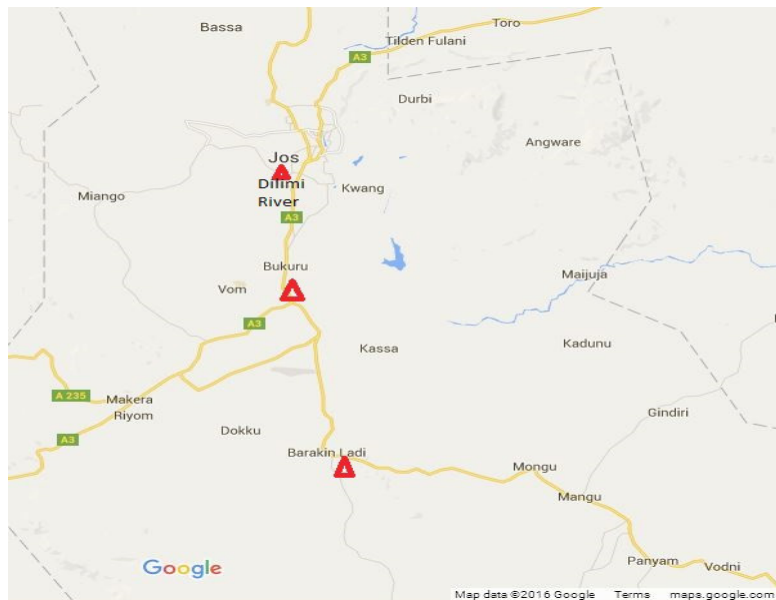 Toro
Bassa
Tilden Fulani
A3
Durbi
Angware
Jos
Dilimi
River
Kwang
Miango
A3
Bukuru
Maijuja
Vom
A3
Kassa
Kadunu
A 235
Makera
Riyom
Gindiri
Dokku
A3
Barakin Ladi
Mongu
Mangu
Panyam
Vodni
Google
Map data ©2016 Google Terms maps.google.com